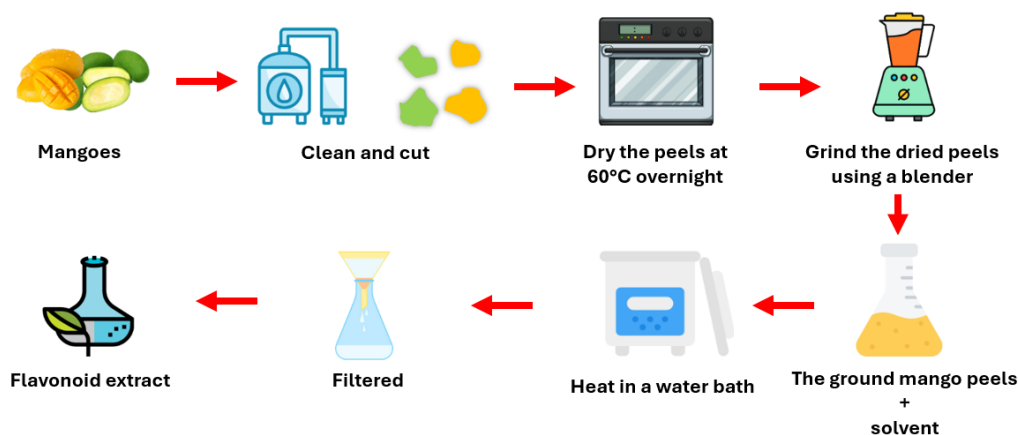 Mangoes
Clean and cut
Dry the peels at
60°C overnight
Grind the dried peels
using a blender
The ground mango peels
+
solvent
Heat in a water bath
Filtered
Flavonoid extract